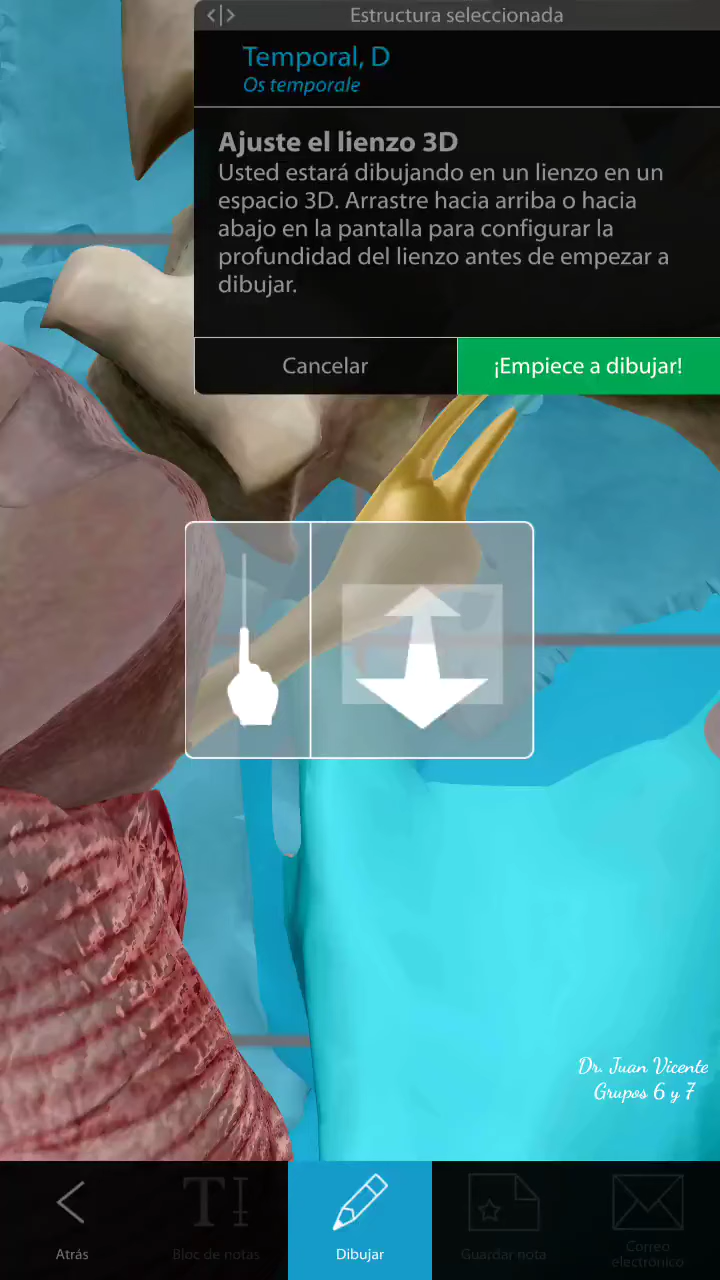 Estructura seleccionada
Temporal, D
Os temporale
Ajuste el lienzo 3D
Usted estará dibujando en un lienzo en un
espacio 3D. Arrastre hacia arriba o hacia
abajo en la pantalla para configurar la
profundidad del lienzo antes de empezar a
dibujar.
Cancelar
¡Empiece a dibujar!
Dr. Juan Vicente
Grupos 6 y 7
Atrás
Bloc de notas
Dibujar
Guardar nota
Correo
electrónico